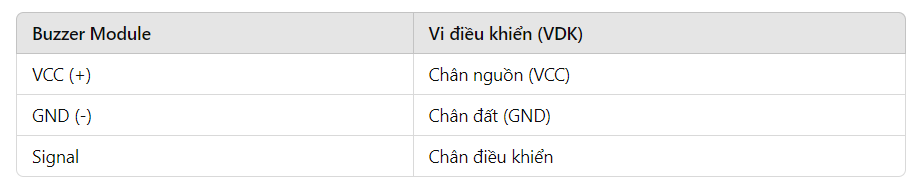 Buzzer Module Vi điều khiển (VDK)
VCC (+) Chân nguồn (VCC)
GND (-) Chân đất (GND)
Signal Chân điều khiển